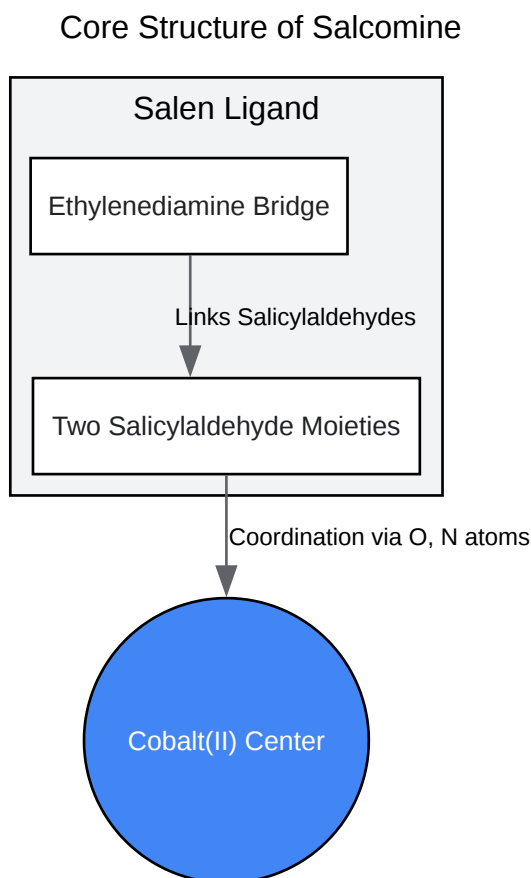 Core Structure of Salcomine
Salen Ligand
Ethylenediamine Bridge
Links Salicylaldehydes
Two Salicylaldehyde Moieties
Coordination via O, N atoms
Cobalt(II) Center